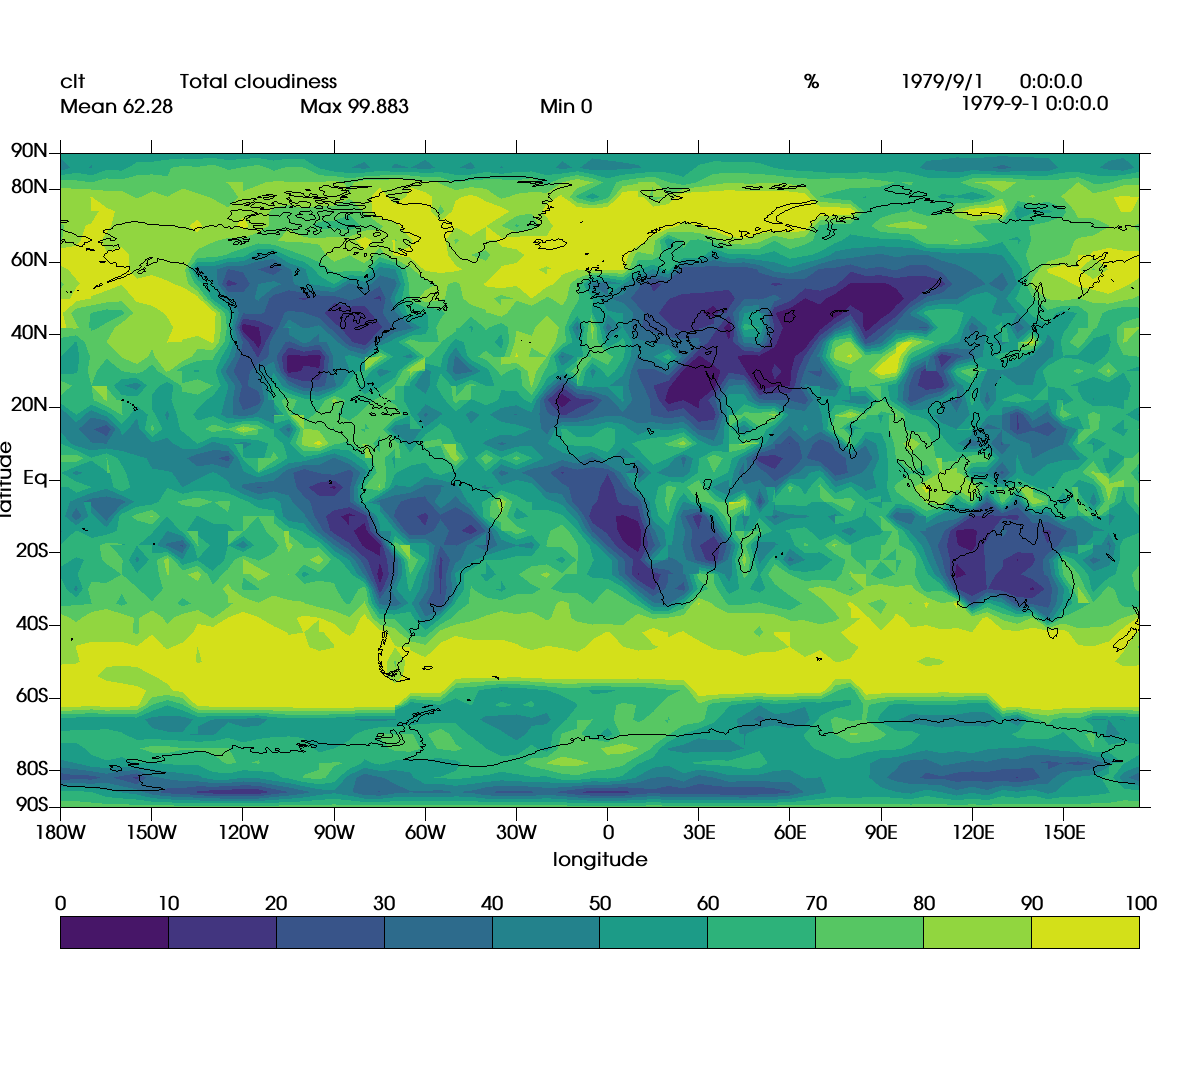 clt Total cloudiness % 1979/9/1 0:0:0.0
Mean 62.28 Max 99.883 Min 0 1979-9-1 0:0:0.0
90N
80N
60N
40N
20N
Eq
20S
40S
60S
80S
90S
latitude
180W 150W 120W 90W 60W 30W 0 30E 60E 90E 120E 150E
longitude
0 10 20 30 40 50 60 70 80 90 100